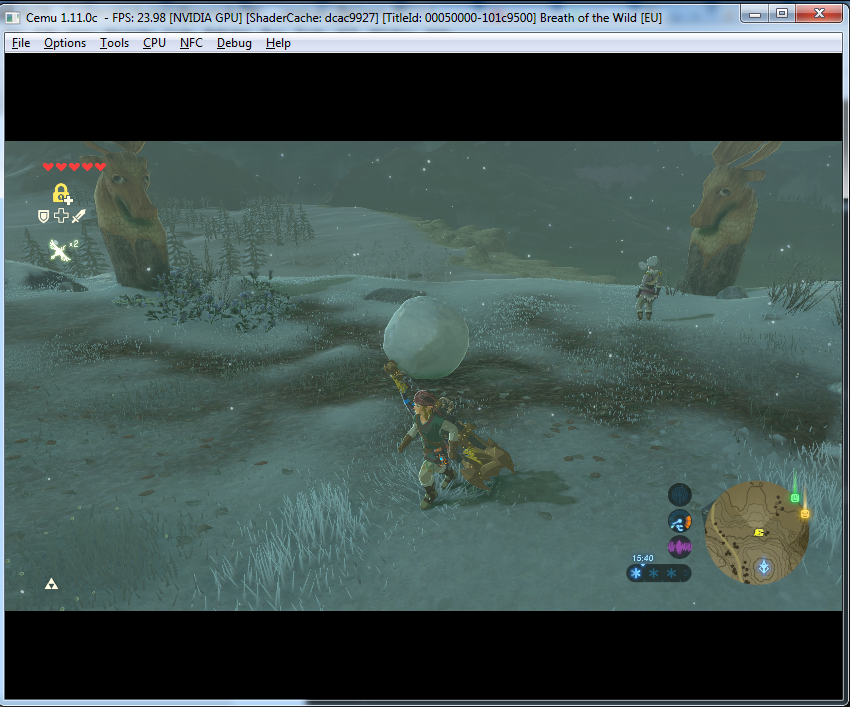 Cemu 1.11.0c - FPS: 23.98 [NVIDIA GPU] [ShaderCache: dcac9927] [TitleId: 00050000-101c9500] Breath of the Wild [EU]
File Options Tools CPU NFC Debug Help
×2
15:40